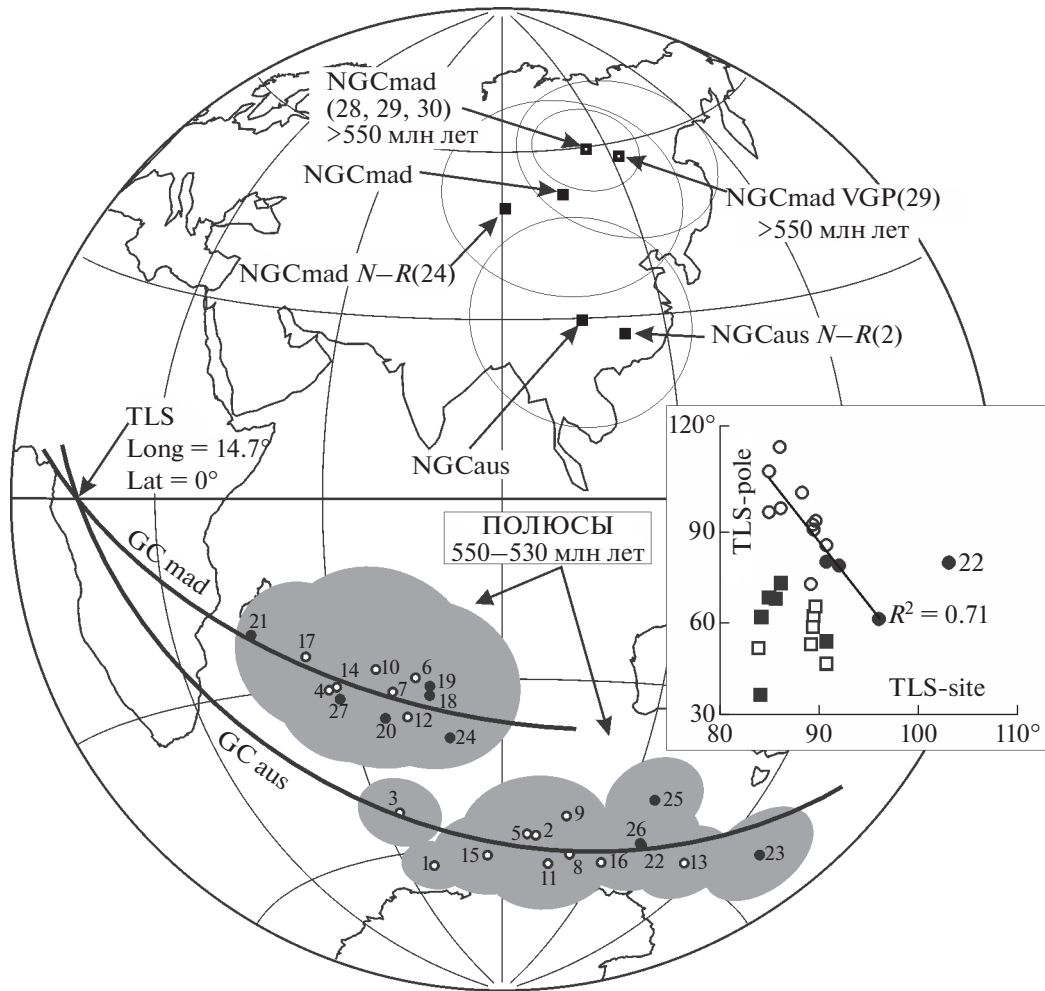 NGCmad
(28, 29, 30)
>550 млн лет
NGCmad
NGCmad VGP(29)
>550 млн лет
NGCmad N–R(24)
NGCaus N–R(2)
NGCaus
TLS
Long = 14.7°
Lat = 0°
ПОЛЮСЫ
550–530 млн лет
GC mad
GC aus
21
17
14
10
6
4
7
19
18
27
20
12
24
3
9
25
5
2
26
15
1
11
8
16
22
13
23
120°
90
60
30
80
90
100
110°
TLS-pole
TLS-site
22
R² = 0.71